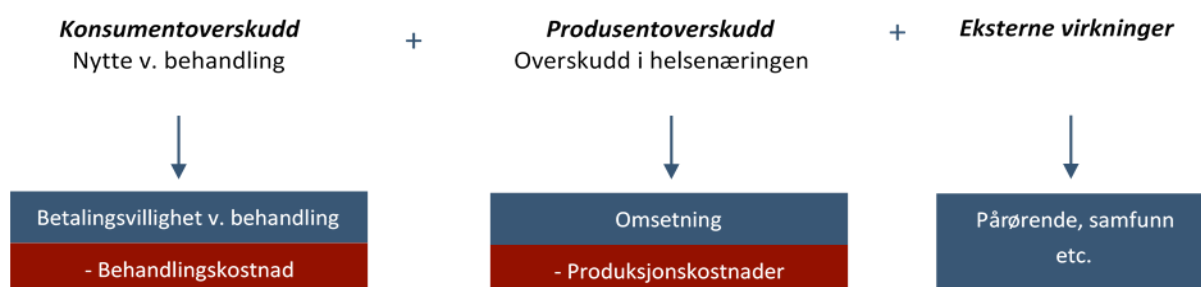 Konsumentoverskudd
Nytte v. behandling
+
Produsentoverskudd
Overskudd i helsenæringen
+
Eksterne virkninger
Betalingsvillighet v. behandling
- Behandlingskostnad
Omsetning
- Produksjonskostnader
Pårørende, samfunn
etc.